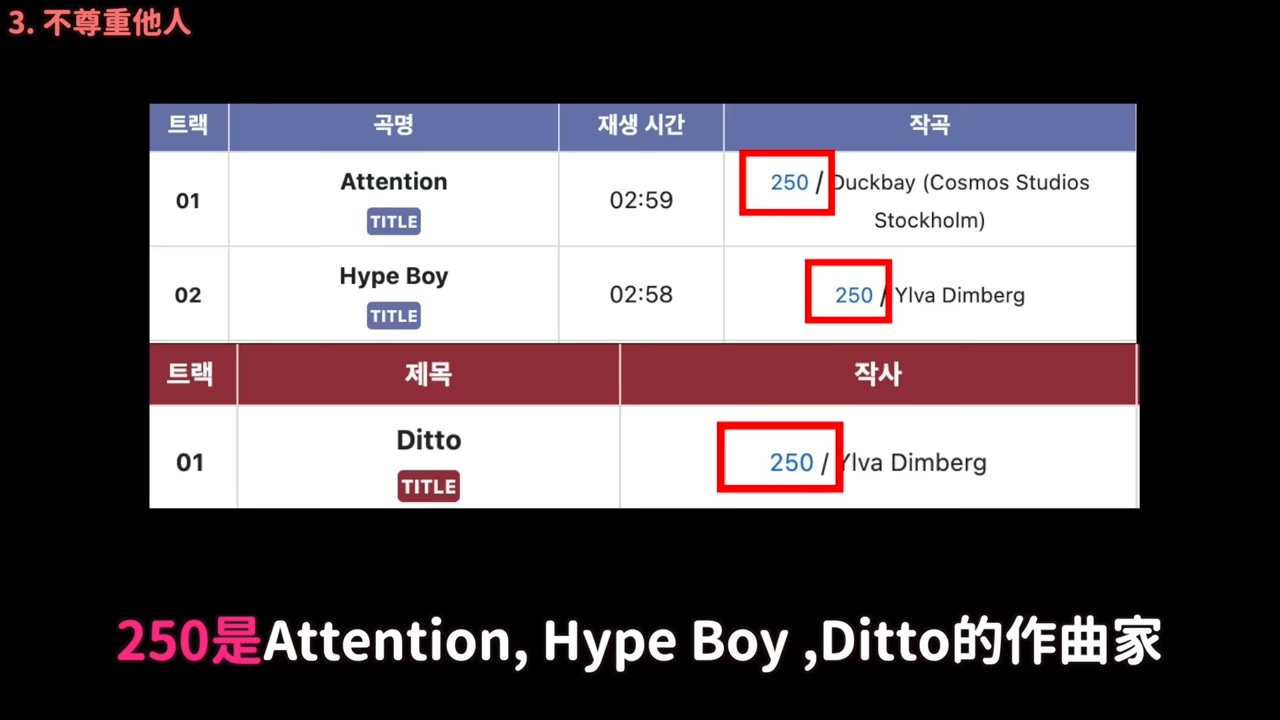 3. 不尊重他人
트랙 곡명 재생 시간 작곡
01 Attention TITLE 02:59 250 / Duckbay (Cosmos Studios Stockholm)
02 Hype Boy TITLE 02:58 250 / Ylva Dimberg
트랙 제목 작사
01 Ditto TITLE 250 / Ylva Dimberg
250是Attention, Hype Boy ,Ditto的作曲家